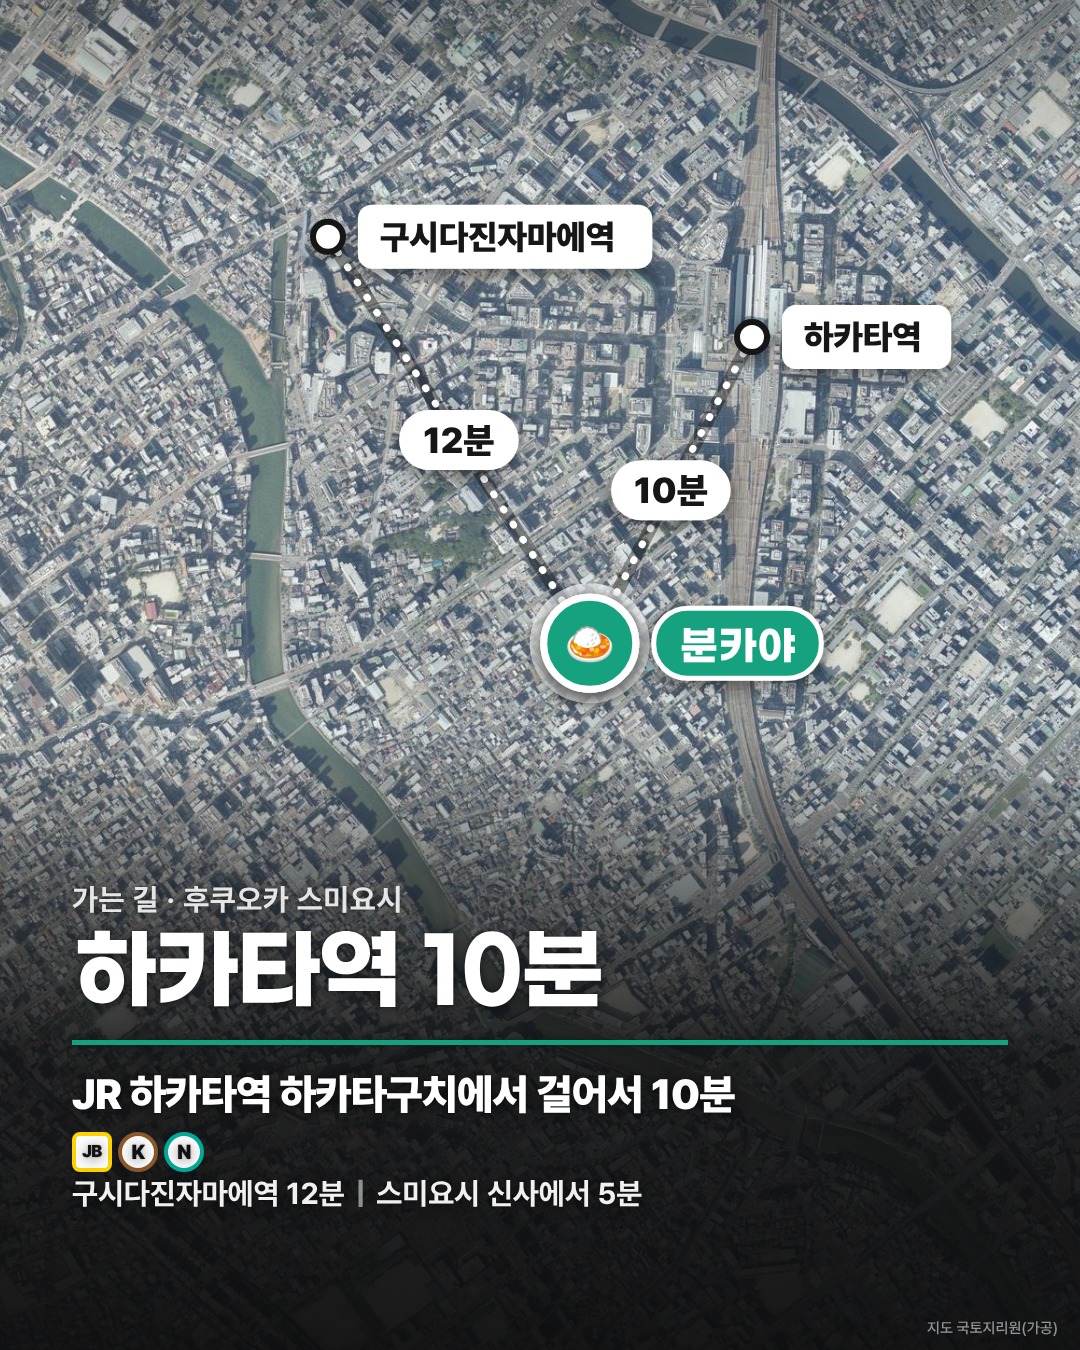 구시다진자마에역
하카타역
12분
10분
분카야
가는 길 · 후쿠오카 스미요시
하카타역 10분
JR 하카타역 하카타구치에서 걸어서 10분
JB K N
구시다진자마에역 12분 | 스미요시 신사에서 5분
지도 국토지리원(가공)